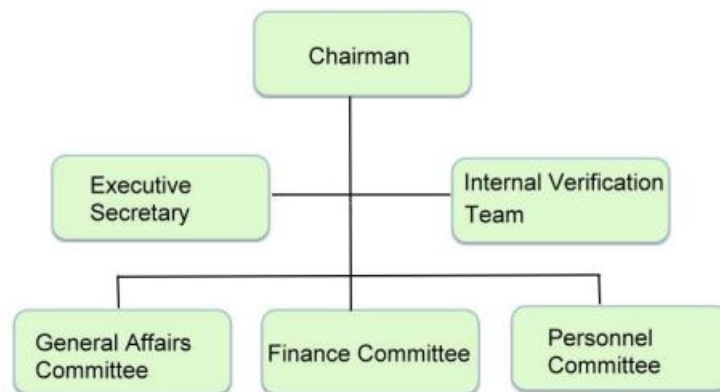 Chairman
Executive
Secretary
Internal Verification
Team
General Affairs
Committee
Finance Committee
Personnel
Committee